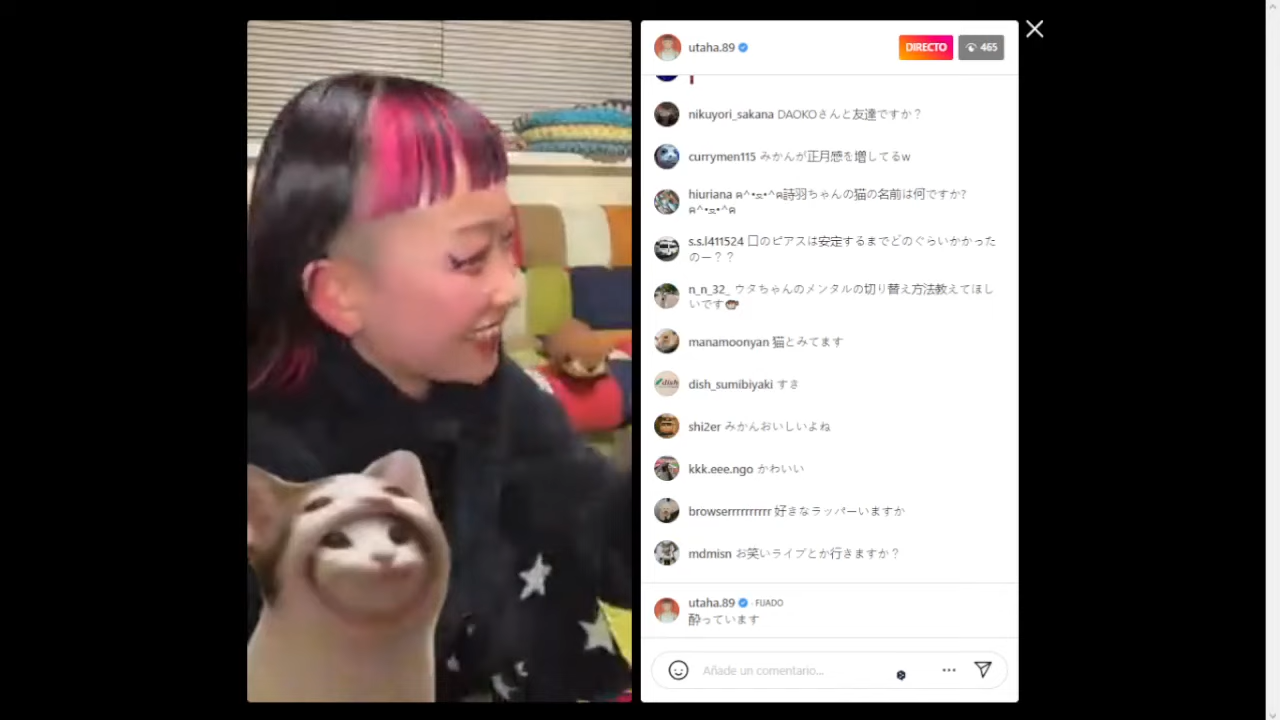 utaha.89
DIRECTO
465
nikuyori_sakana DAOKOさんと友達ですか？
currymen115 みかんが正月感を増してるw
hiuriana ฅ^•ﻌ•^ฅ詩羽ちゃんの猫の名前は何ですか?
ฅ^•ﻌ•^ฅ
s.s.l411524 口のピアスは安定するまでどのぐらいかかった
のー？？
n_n_32_ ウタちゃんのメンタルの切り替え方法教えてほし
いです
manamoonyan 猫とみてます
dish_sumibiyaki すき
shi2er みかんおいしいよね
kkk.eee.ngo かわいい
browserrrrrrrrrr 好きなラッパーいますか
mdmisn お笑いライブとか行きますか？
utaha.89 · FIJADO
酔っています
Añade un comentario...